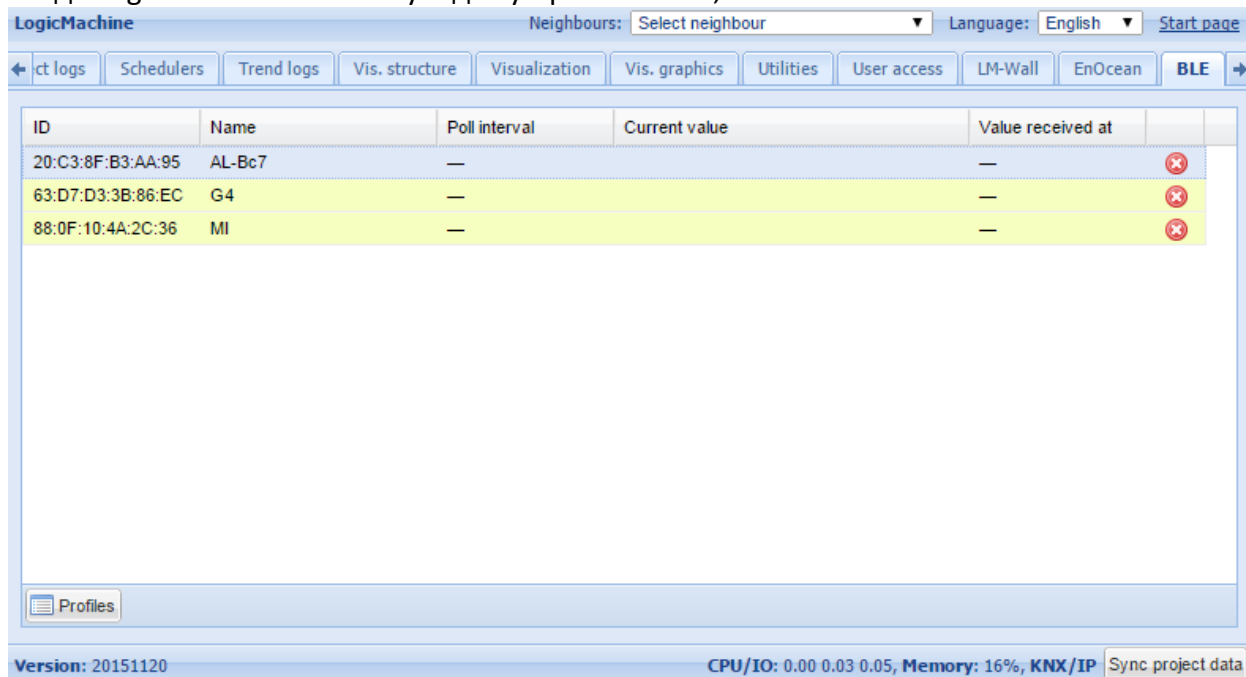 LogicMachine Neighbours: Select neighbour Language: English Start page
ct logs Schedulers Trend logs Vis. structure Visualization Vis. graphics Utilities User access LM-Wall EnOcean BLE
ID Name Poll interval Current value Value received at
20:C3:8F:B3:AA:95 AL-Bc7 — —
63:D7:D3:3B:86:EC G4 — —
88:0F:10:4A:2C:36 MI — —
Profiles
Version: 20151120 CPU/IO: 0.00 0.03 0.05, Memory: 16%, KNX/IP Sync project data